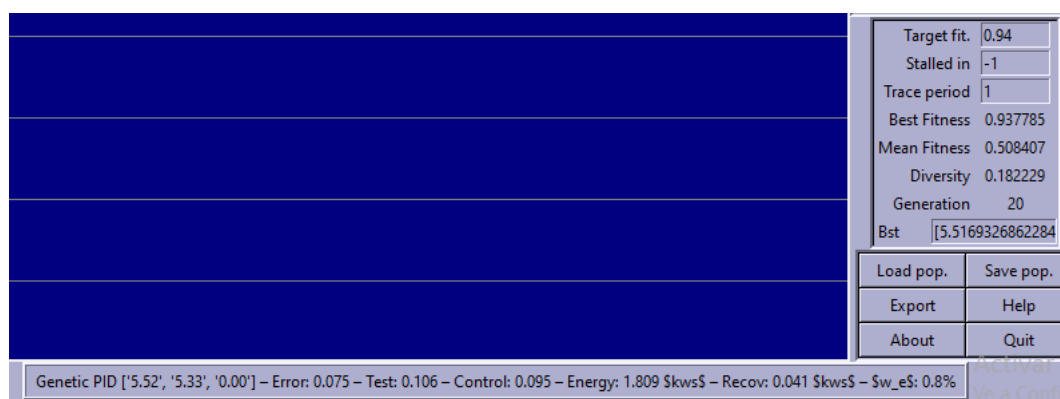 Target fit. 0.94
Stalled in -1
Trace period 1
Best Fitness 0.937785
Mean Fitness 0.508407
Diversity 0.182229
Generation 20
Bst [5.5169326862284
Load pop. Save pop.
Export Help
About Quit
Activar
Genetic PID ['5.52', '5.33', '0.00'] – Error: 0.075 – Test: 0.106 – Control: 0.095 – Energy: 1.809 $kws$ – Recov: 0.041 $kws$ – $w_e$: 0.8%
Ve a Conf